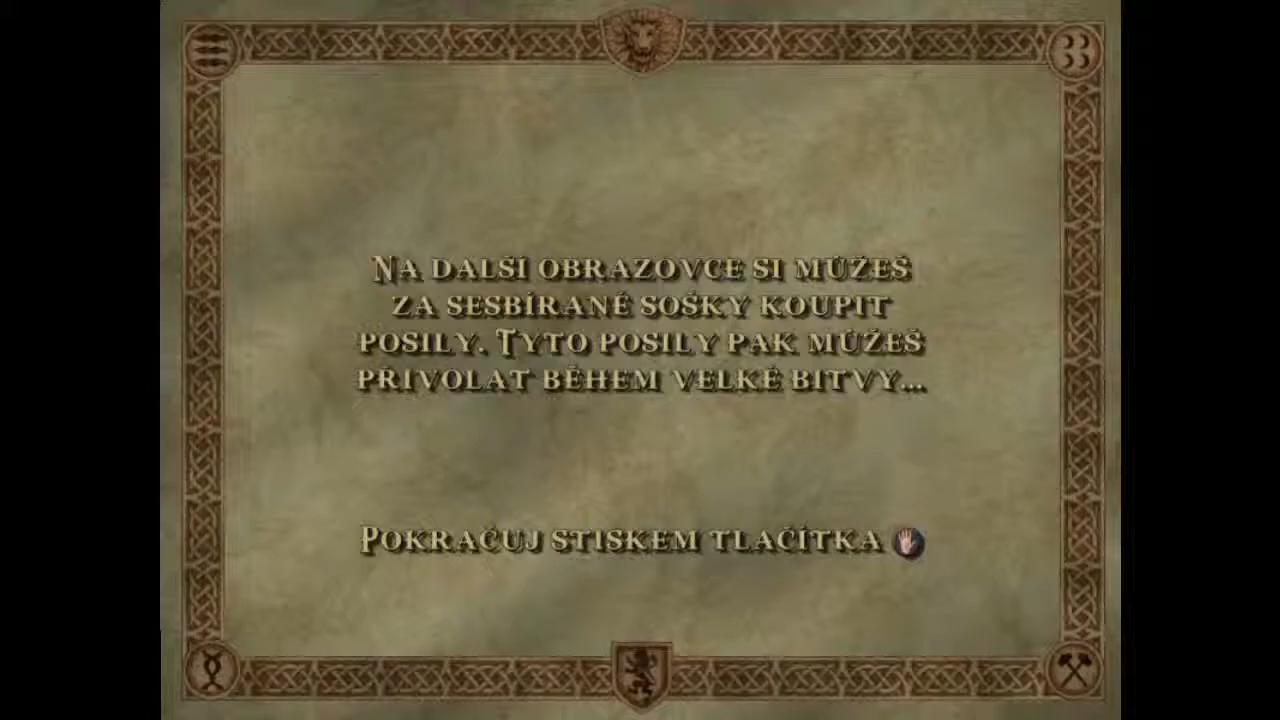 Na další obrazovce si můžeš
za sesbírané sošky koupit
posily. Tyto posily pak můžeš
přivolat během velké bitvy...
Pokračuj stiskem tlačítka